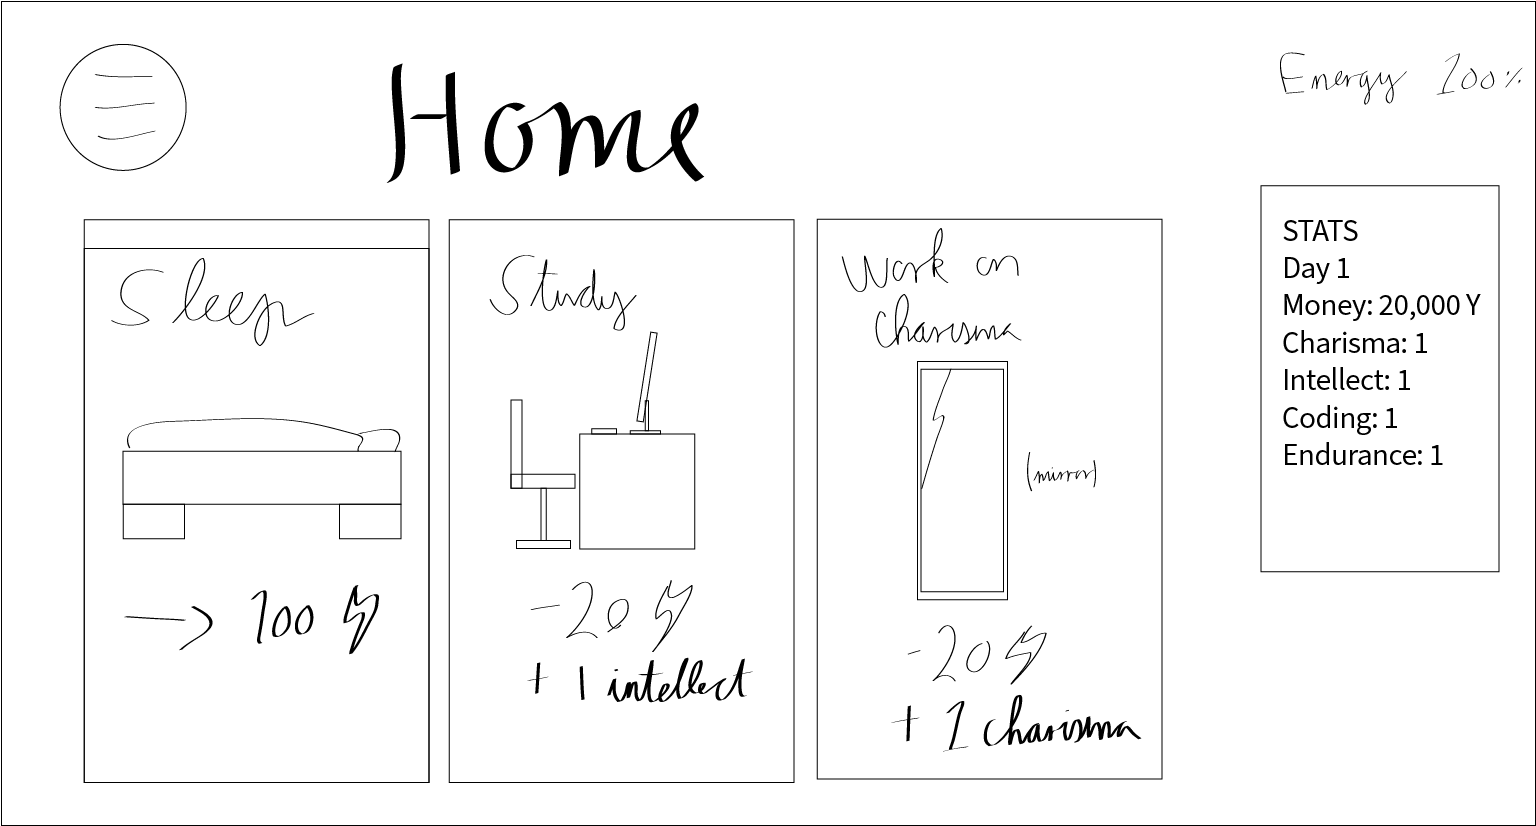 Home
Energy 100%
Sleep
→ 100
Study
-20
+ 1 intellect
Work on
charisma
(mirror)
-20
+ 1 charisma
STATS
Day 1
Money: 20,000 Y
Charisma: 1
Intellect: 1
Coding: 1
Endurance: 1